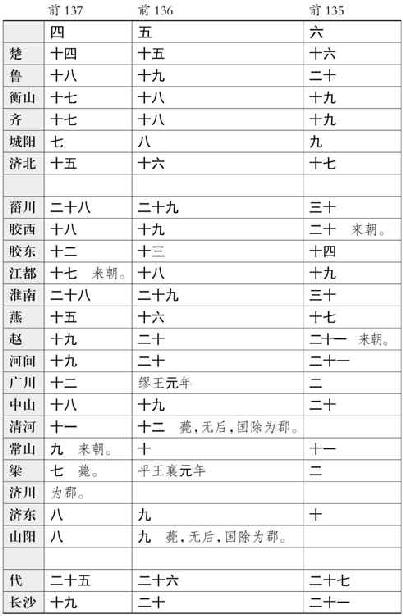 前137 前136 前135
四 五 六
楚 十四 十五 十六
鲁 十八 十九 二十
衡山 十七 十八 十九
齐 十七 十八 十九
城阳 七 八 九
济北 十五 十六 十七
菑川 二十八 二十九 三十
胶西 十八 十九 二十 来朝。
胶东 十二 十三 十四
江都 十七 来朝。 十八 十九
淮南 二十八 二十九 三十
燕 十五 十六 十七
赵 十九 二十 二十一 来朝。
河间 十九 二十 二十一
广川 十二 缪王元年 二
中山 十八 十九 二十
清河 十一 十二 薨,无后,国除为郡。
常山 九 来朝。 十 十一
梁 七 薨。 平王襄元年 二
济川 为郡。
济东 八 九 十
山阳 八 九 薨,无后,国除为郡。
代 二十五 二十六 二十七
长沙 十九 二十 二十一